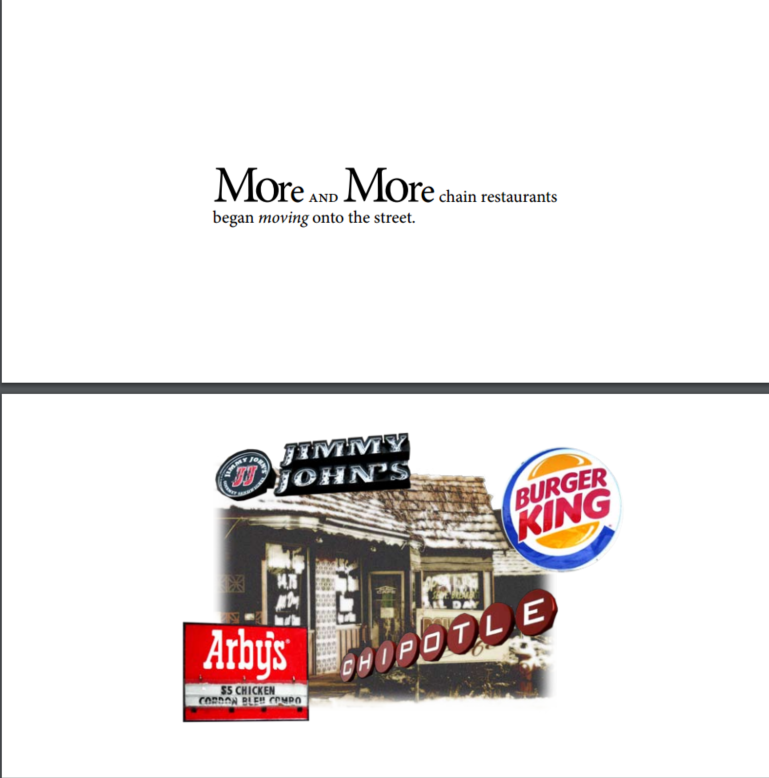 More AND More chain restaurants
began moving onto the street.
JIMMY
JOHN'S
JIMMY JOHN'S
JJ
BURGER
KING
Arby's
$5 CHICKEN
CORDON BLEU COMBO
CHIPOTLE